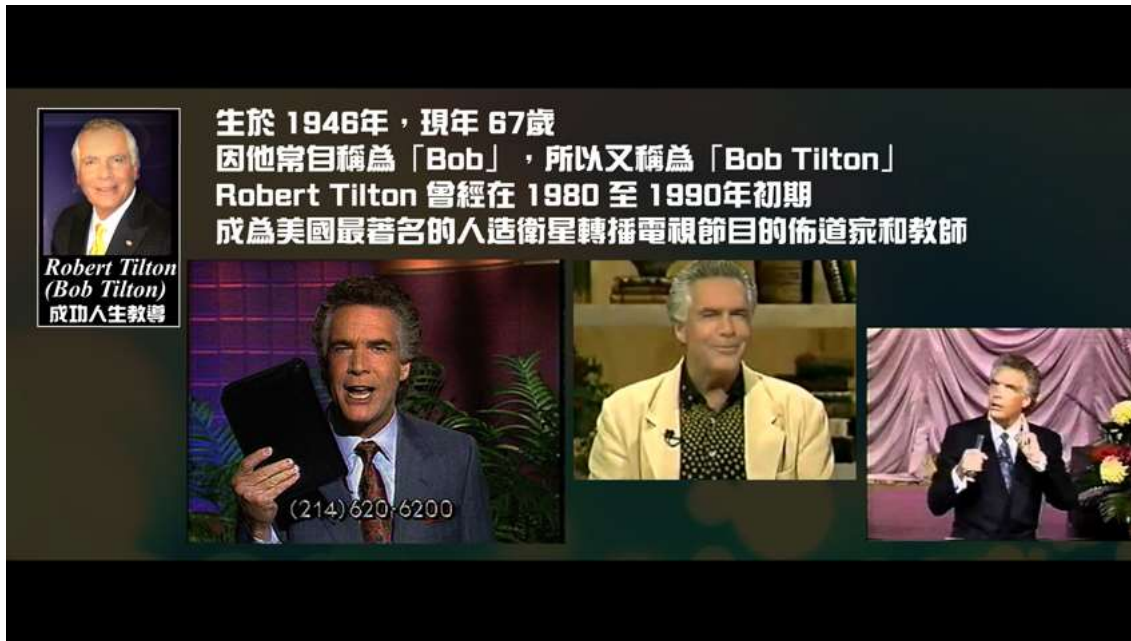 生於 1946年，現年 67歲
因他常自稱為「Bob」，所以又稱為「Bob Tilton」
Robert Tilton 曾經在 1980 至 1990年初期
成為美國最著名的人造衛星轉播電視節目的佈道家和教師
Robert Tilton
(Bob Tilton)
成功人生教導
(214)620-6200